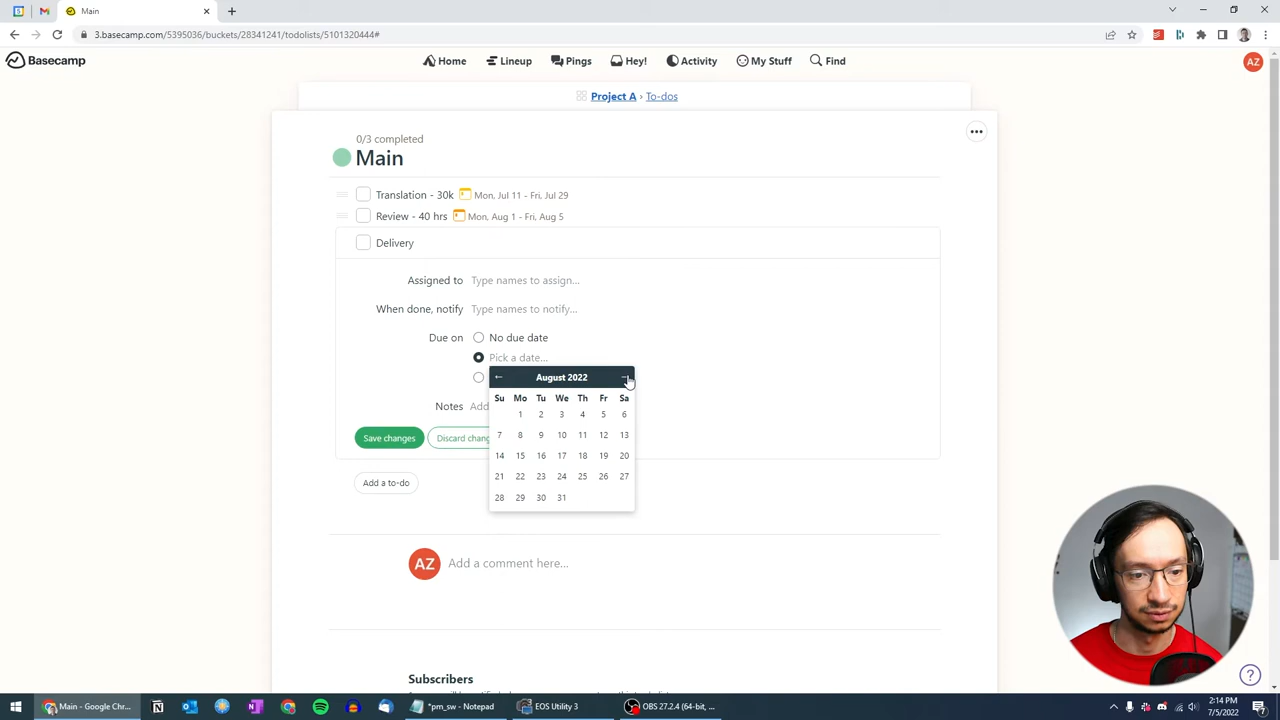 Main
3.basecamp.com/5395036/buckets/28341241/todolists/5101320444#
Basecamp
Home
Lineup
Pings
Hey!
Activity
My Stuff
Find
AZ
Project A › To-dos
0/3 completed
Main
Translation - 30k Mon, Jul 11 - Fri, Jul 29
Review - 40 hrs Mon, Aug 1 - Fri, Aug 5
Delivery
Assigned to Type names to assign...
When done, notify Type names to notify...
Due on No due date
Pick a date...
August 2022
Su Mo Tu We Th Fr Sa
1 2 3 4 5 6
7 8 9 10 11 12 13
14 15 16 17 18 19 20
21 22 23 24 25 26 27
28 29 30 31
Notes Add
Save changes Discard chang
Add a to-do
AZ Add a comment here...
Subscribers
Main - Google Chr...
*pm_sw - Notepad
EOS Utility 3
OBS 27.2.4 (64-bit, ...
2:14 PM
7/5/2022